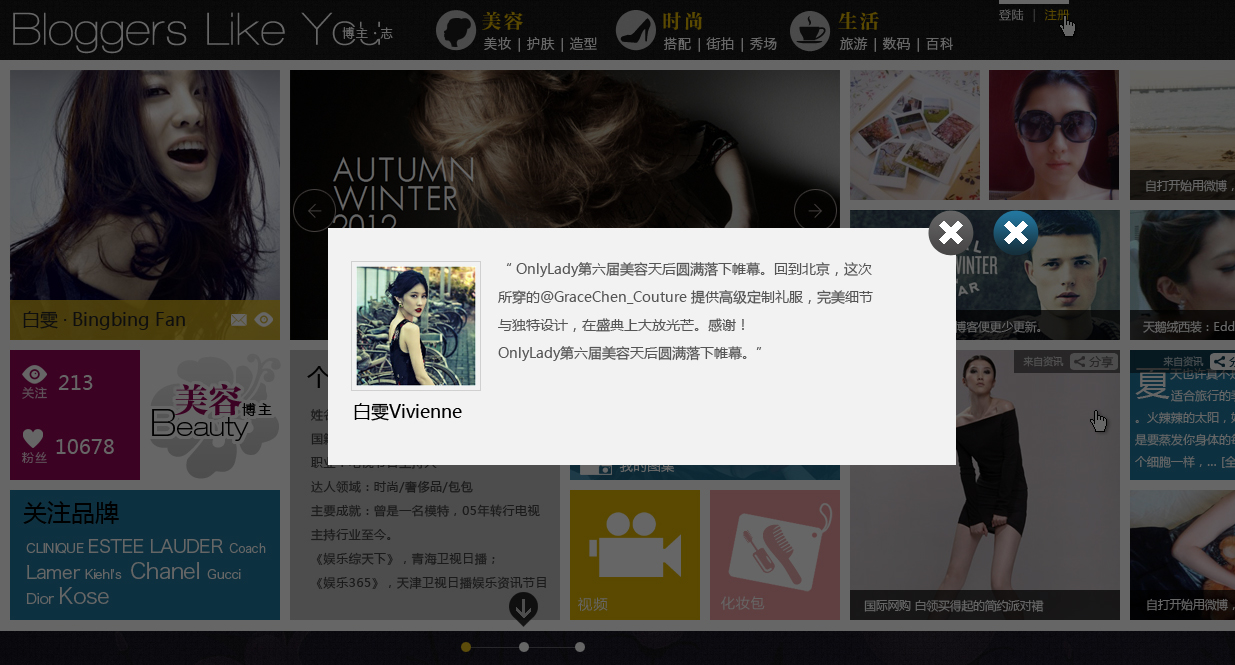 Bloggers Like You
博主·志
美容
美妆 | 护肤 | 造型
时尚
搭配 | 街拍 | 秀场
生活
旅游 | 数码 | 百科
登陆 | 注册
AUTUMN
WINTER
2012
白雯 · Bingbing Fan
自打开始用微博，
WINTER
博客便更少更新。
天鹅绒西装：Edd
“ OnlyLady第六届美容天后圆满落下帷幕。回到北京，这次
所穿的@GraceChen_Couture 提供高级定制礼服，完美细节
与独特设计，在盛典上大放光芒。感谢！
OnlyLady第六届美容天后圆满落下帷幕。”
白雯Vivienne
213
关注
10678
粉丝
美容 博主
Beauty
关注品牌
CLINIQUE ESTEE LAUDER Coach
Lamer Kiehl's Chanel Gucci
Dior Kose
达人领域：时尚/奢侈品/包包
主要成就：曾是一名模特，05年转行电视
主持行业至今。
《娱乐综天下》，青海卫视日播：
《娱乐365》，天津卫视日播娱乐资讯节目
我的图集
视频
化妆包
来自资讯 分享
国际网购 白领买得起的简约派对裙
来自资讯
夏
适合旅行的季
。火辣辣的太阳，好
是要蒸发你身体的每
个细胞一样，... [全
自打开始用微博，